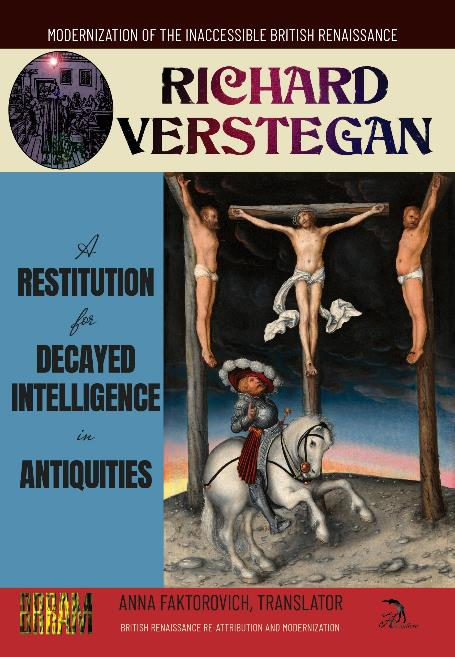 MODERNIZATION OF THE INACCESSIBLE BRITISH RENAISSANCE
RICHARD
VERSTEGAN
A
RESTITUTION
for
DECAYED
INTELLIGENCE
in
ANTIQUITIES
BRRAM
ANNA FAKTOROVICH, TRANSLATOR
BRITISH RENAISSANCE RE-ATTRIBUTION AND MODERNIZATION